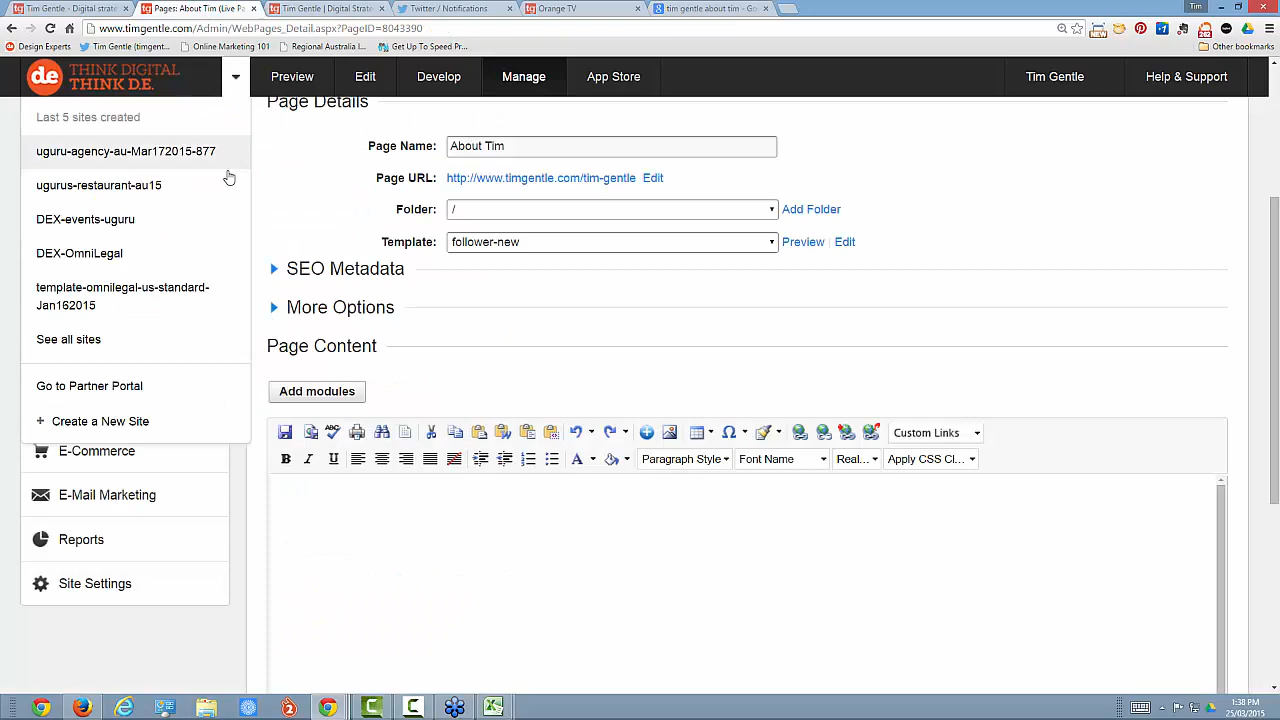 Tim Gentle - Digital Strate
Pages: About Tim (Live Pa
Tim Gentle | Digital Strate
Twitter / Notifications
Orange TV
tim gentle about tim - Go
Tim
www.timgentle.com/Admin/WebPages_Detail.aspx?PageID=8043390
Design Experts
Tim Gentle (timgent...
Online Marketing 101
Regional Australia I...
Get Up To Speed Pr...
Other bookmarks
de THINK DIGITAL
THINK D.E.
Preview
Edit
Develop
Manage
App Store
Tim Gentle
Help & Support
Last 5 sites created
uguru-agency-au-Mar172015-877
ugurus-restaurant-au15
DEX-events-uguru
DEX-OmniLegal
template-omnilegal-us-standard-
Jan162015
See all sites
Go to Partner Portal
+ Create a New Site
E-Commerce
E-Mail Marketing
Reports
Site Settings
Page Details
Page Name: About Tim
Page URL: http://www.timgentle.com/tim-gentle Edit
Folder: / Add Folder
Template: follower-new Preview | Edit
SEO Metadata
More Options
Page Content
Add modules
Custom Links
B I U A Paragraph Style Font Name Real... Apply CSS Cl...
1:38 PM
25/03/2015